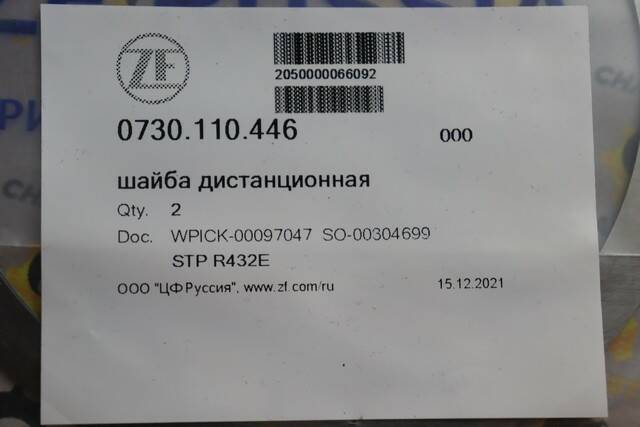 ZF
2050000066092
0730.110.446 000
шайба дистанционная
Qty. 2
Doc. WPICK-00097047 SO-00304699
STP R432E
ООО "ЦФ Руссия", www.zf.com/ru 15.12.2021